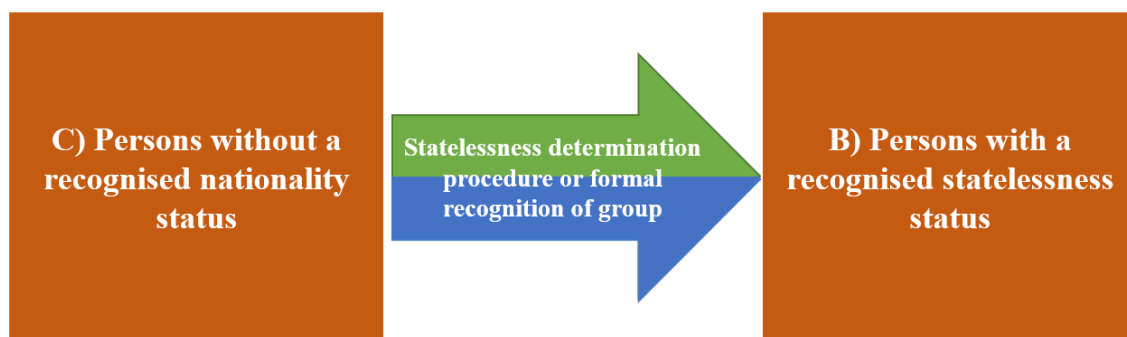 C) Persons without a
recognised nationality
status
Statelessness determination
procedure or formal
recognition of group
B) Persons with a
recognised statelessness
status